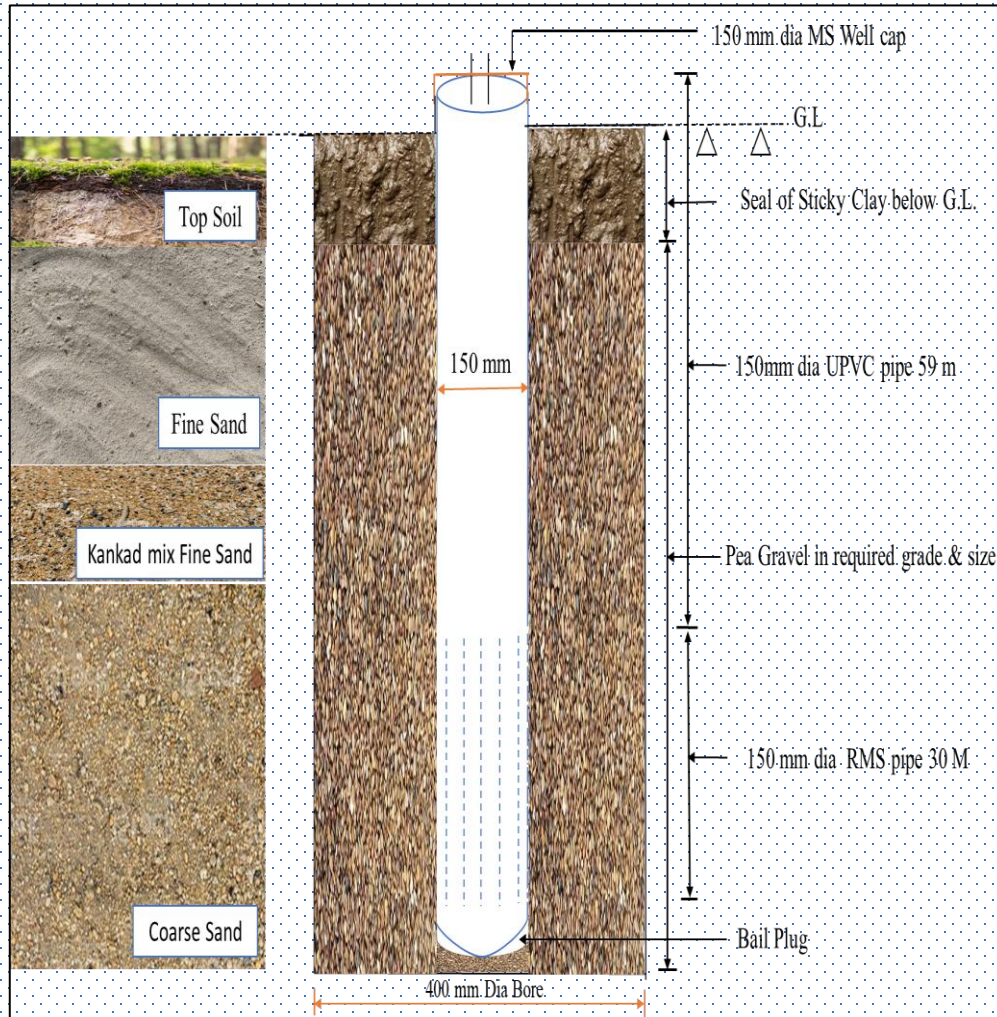 150 mm dia MS Well cap
G.L
Top Soil
Seal of Sticky Clay below G.L.
150 mm
150mm dia UPVC pipe 59 m
Fine Sand
Kankad mix Fine Sand
Pea Gravel in required grade & size
150 mm dia RMS pipe 30 M
Coarse Sand
Bail Plug
400 mm Dia Bore